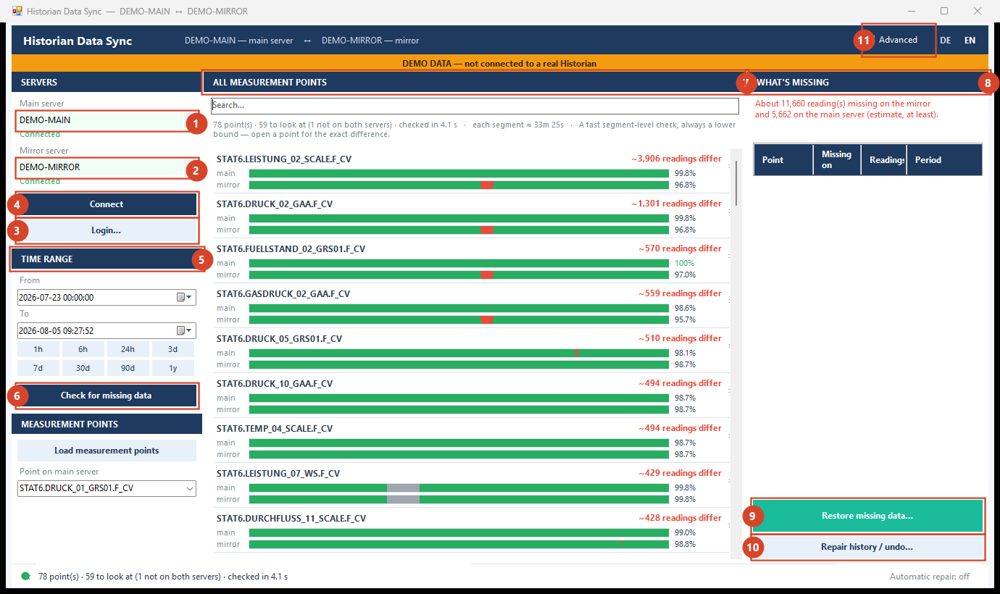 Historian Data Sync — DEMO-MAIN ↔ DEMO-MIRROR
Historian Data Sync
DEMO-MAIN — main server ↔ DEMO-MIRROR — mirror
11
Advanced
DE
EN
DEMO DATA — not connected to a real Historian
SERVERS
Main server
DEMO-MAIN
1
Connected
Mirror server
DEMO-MIRROR
2
Connected
4
Connect
3
Login...
TIME RANGE
5
From
2026-07-23 00:00:00
To
2026-08-05 09:27:52
1h 6h 24h 3d
7d 30d 90d 1y
6
Check for missing data
MEASUREMENT POINTS
Load measurement points
Point on main server
STAT6.DRUCK_01_GRS01.F_CV
ALL MEASUREMENT POINTS
7
Search...
78 point(s) · 59 to look at (1 not on both servers) · checked in 4.1 s · each segment ≈ 33m 25s · A fast segment-level check, always a lower
bound — open a point for the exact difference.
STAT6.LEISTUNG_02_SCALE.F_CV ~3,906 readings differ
main 99.8%
mirror 96.8%
STAT6.DRUCK_02_GAA.F_CV ~1,301 readings differ
main 99.8%
mirror 96.8%
STAT6.FUELLSTAND_02_GRS01.F_CV ~570 readings differ
main 100%
mirror 97.0%
STAT6.GASDRUCK_02_GAA.F_CV ~559 readings differ
main 98.6%
mirror 95.7%
STAT6.DRUCK_05_GRS01.F_CV ~510 readings differ
main 98.1%
mirror 98.7%
STAT6.DRUCK_10_GAA.F_CV ~494 readings differ
main 98.7%
mirror 98.7%
STAT6.TEMP_04_SCALE.F_CV ~494 readings differ
main 98.7%
mirror 98.7%
STAT6.LEISTUNG_07_WS.F_CV ~429 readings differ
main 99.8%
mirror 99.8%
STAT6.DURCHFLUSS_11_SCALE.F_CV ~428 readings differ
main 99.0%
mirror 98.8%
WHAT'S MISSING
8
About 11,660 reading(s) missing on the mirror
and 5,662 on the main server (estimate, at least).
Point
Missing on
Readings
Period
9
Restore missing data...
10
Repair history / undo...
78 point(s) · 59 to look at (1 not on both servers) · checked in 4.1 s
Automatic repair: off